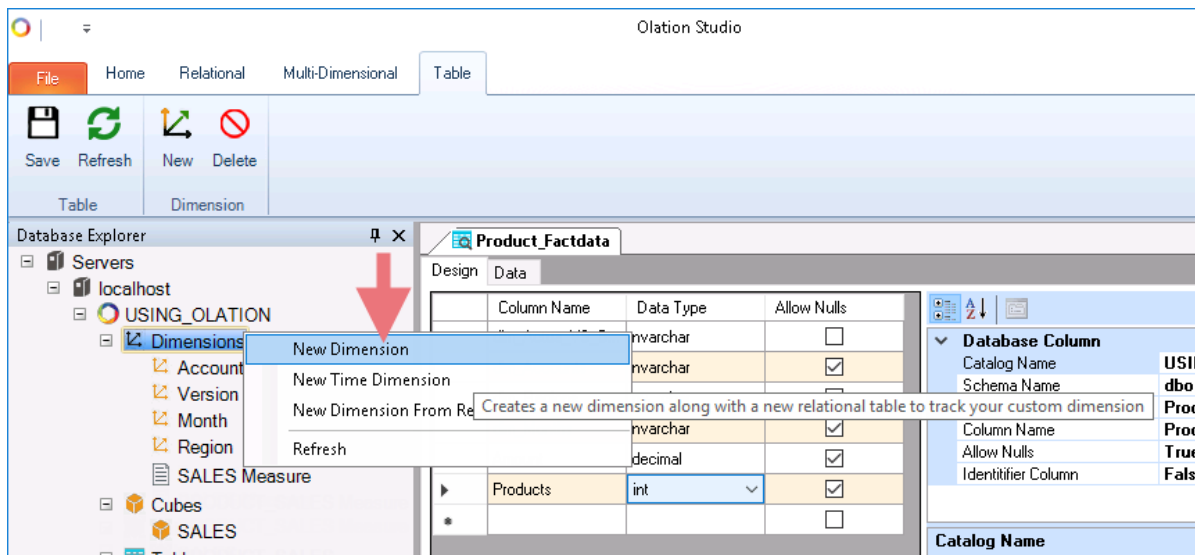 Olation Studio
File Home Relational Multi-Dimensional Table
Save Refresh New Delete
Table Dimension
Database Explorer
Servers
localhost
USING_OLATION
Dimensions
Account
Version
Month
Region
SALES Measure
Cubes
SALES
New Dimension
New Time Dimension
New Dimension From Re
Refresh
Creates a new dimension along with a new relational table to track your custom dimension
Product_Factdata
Design Data
Column Name Data Type Allow Nulls
nvarchar
nvarchar
nvarchar
decimal
Products int
Database Column
Catalog Name USI
Schema Name dbo
Proc
Column Name Proc
Allow Nulls True
Identitifier Column Fals
Catalog Name